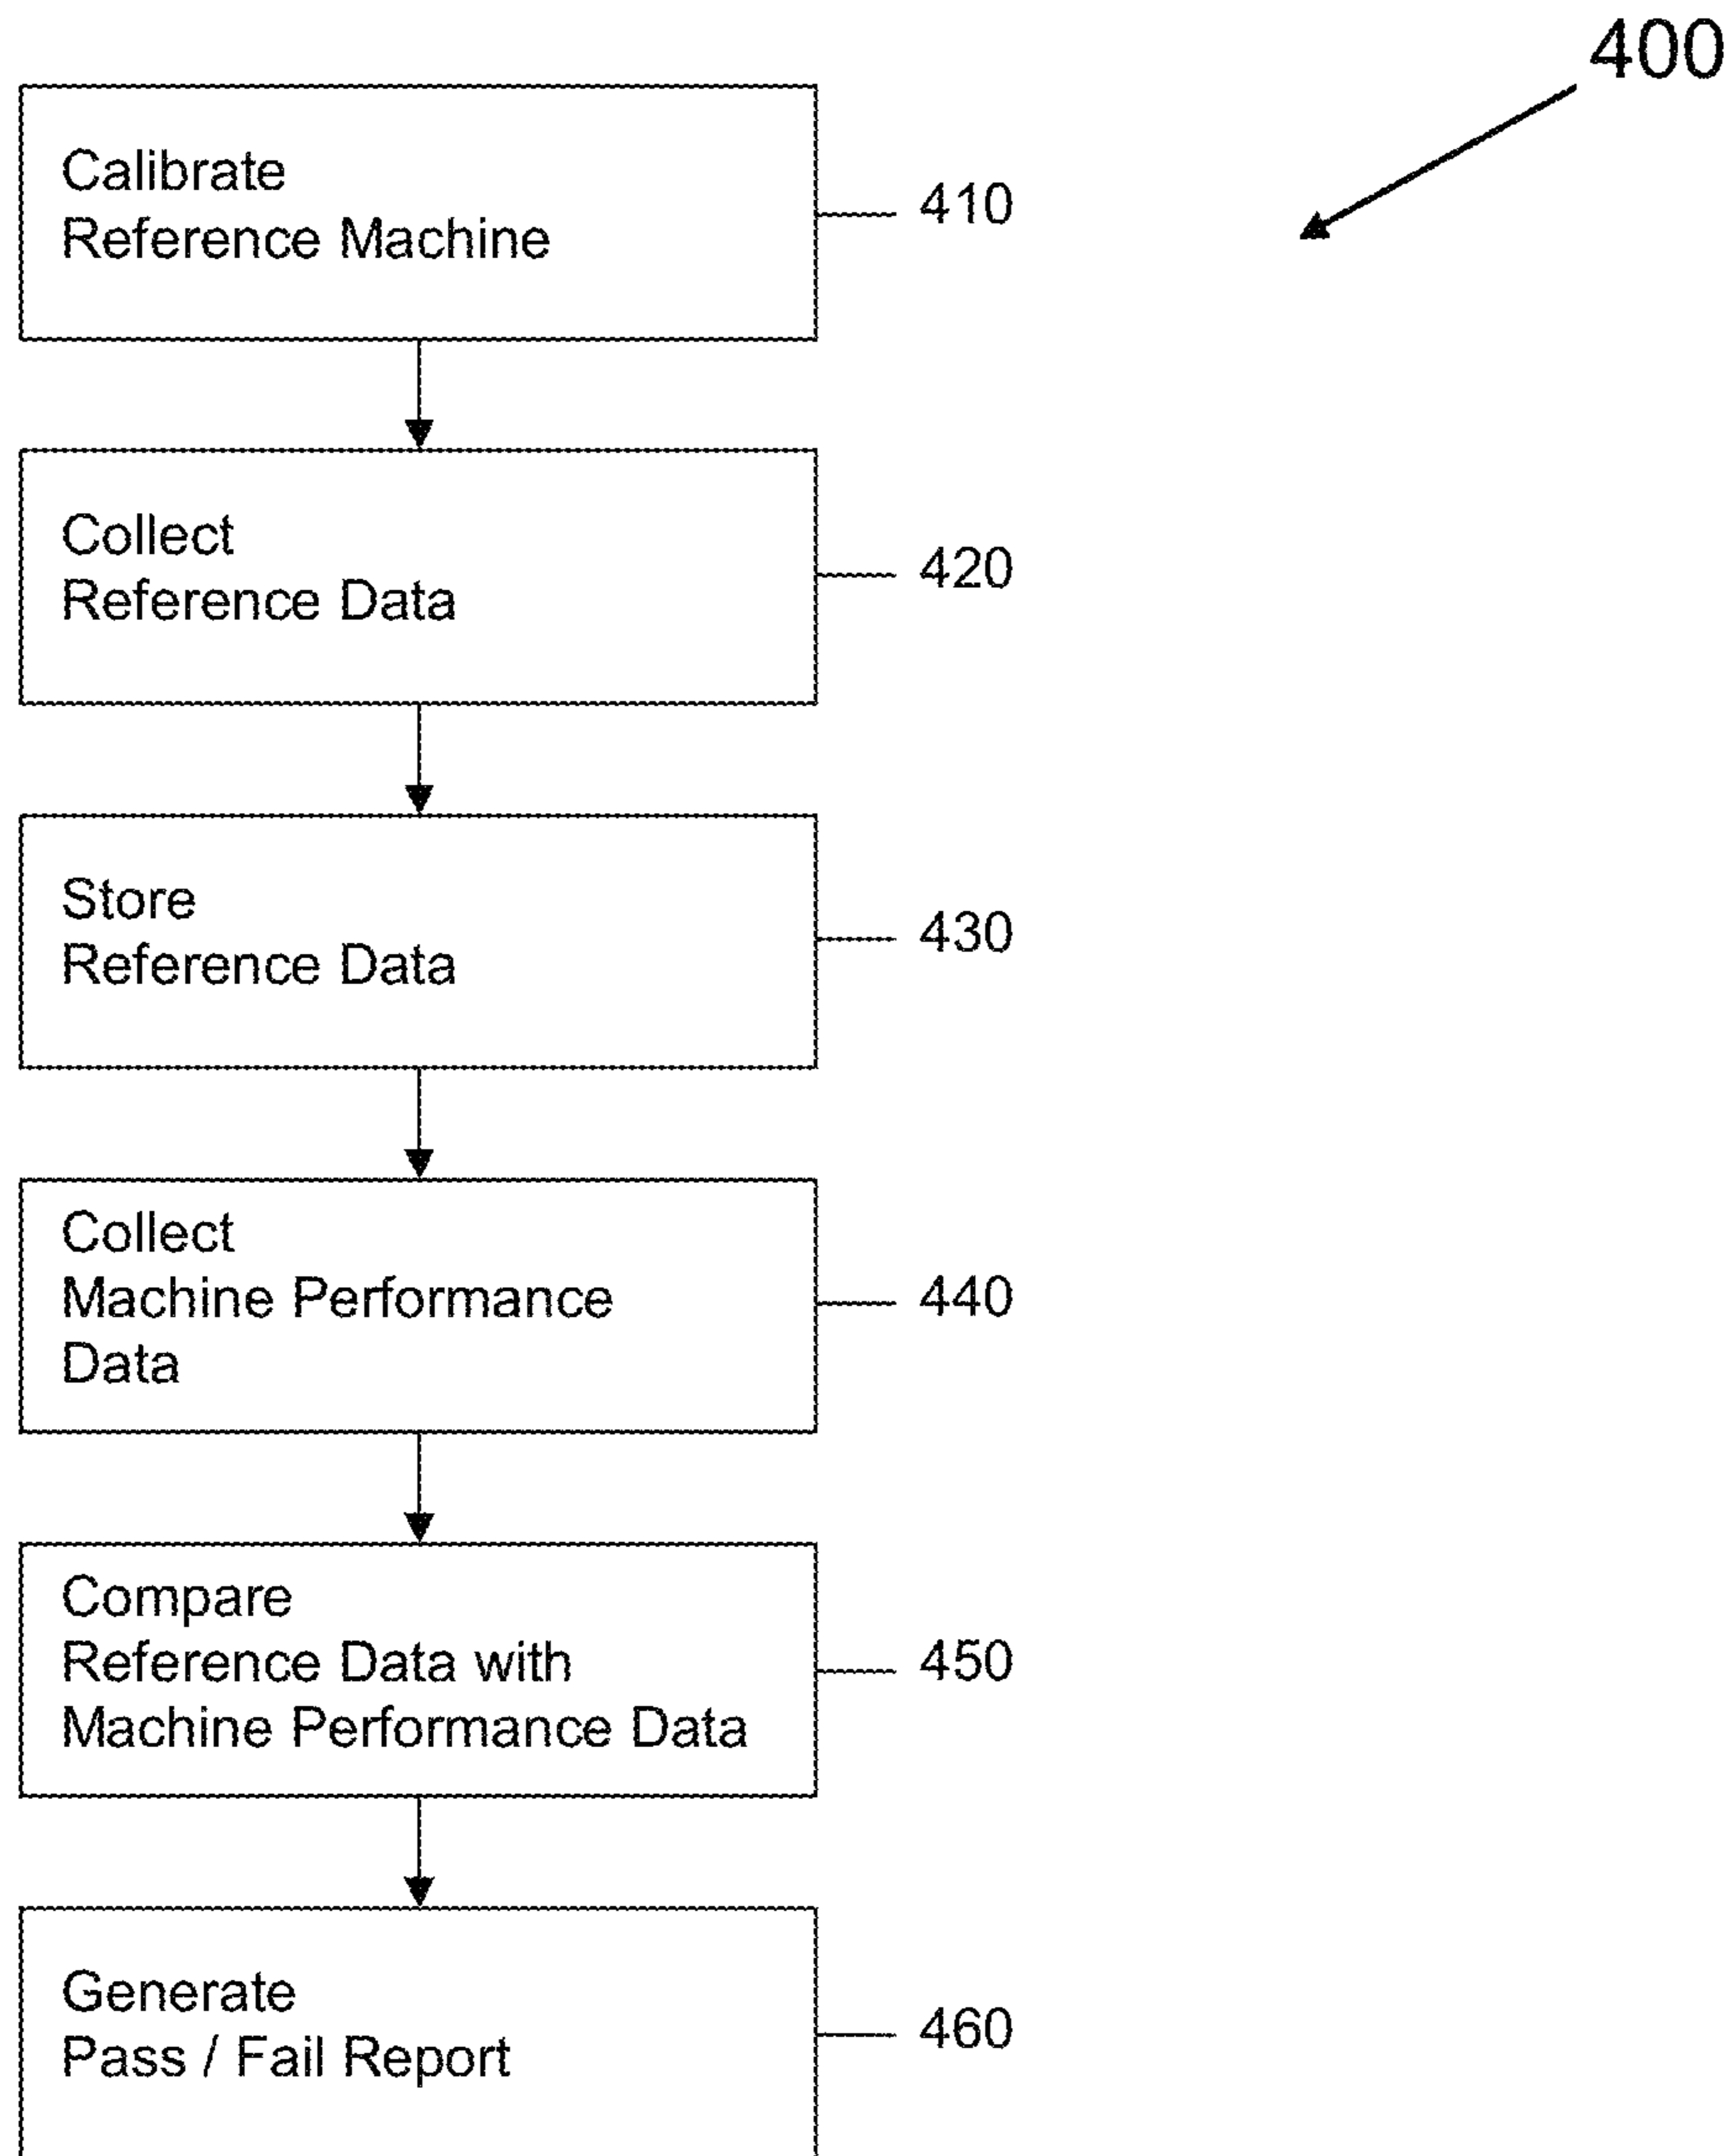 400
Calibrate
Reference Machine
410
Collect
Reference Data
420
Store
Reference Data
430
Collect
Machine Performance
Data
440
Compare
Reference Data with
Machine Performance Data
450
Generate
Pass / Fail Report
460